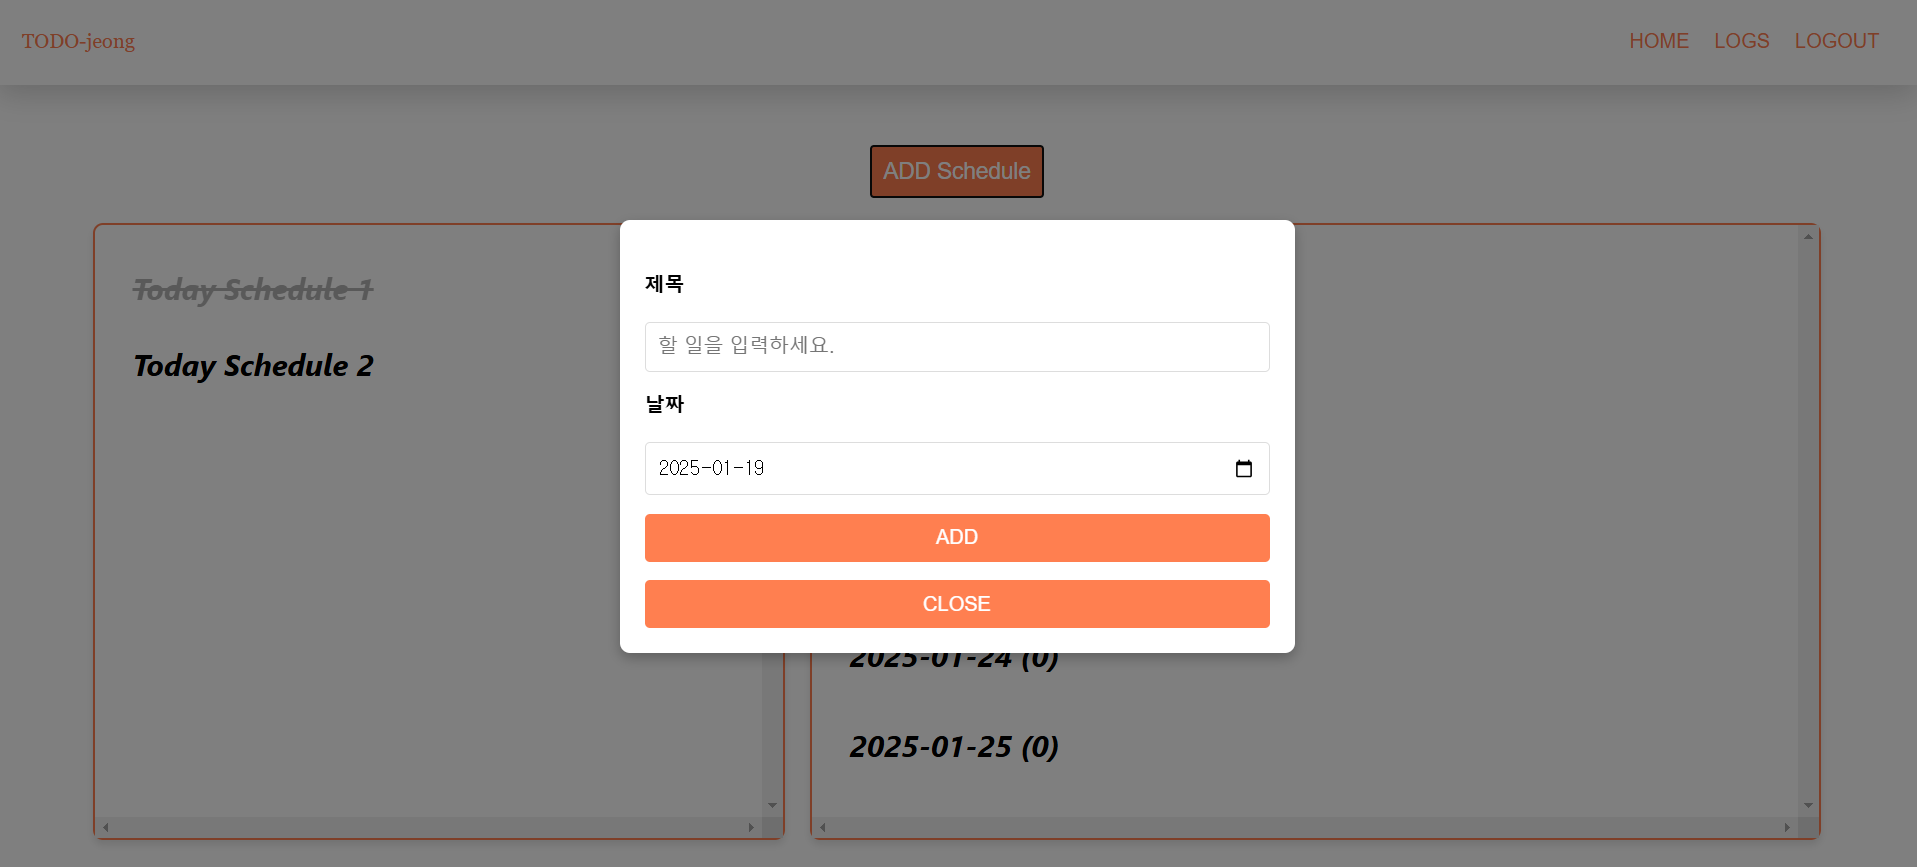 TODO-jeong
HOME LOGS LOGOUT
ADD Schedule
Today Schedule 1
Today Schedule 2
제목
할 일을 입력하세요.
날짜
2025-01-19
ADD
CLOSE
2025-01-24 (0)
2025-01-25 (0)